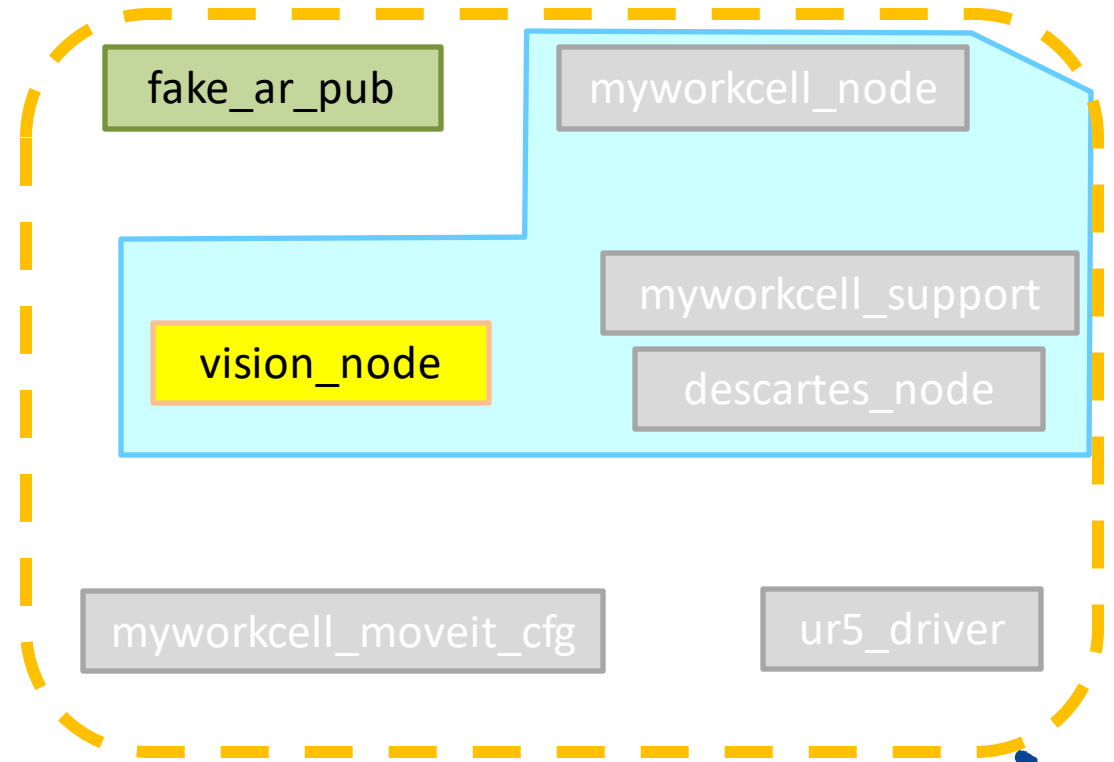 fake_ar_pub
myworkcell_node
myworkcell_support
vision_node
descartes_node
myworkcell_moveit_cfg
ur5_driver